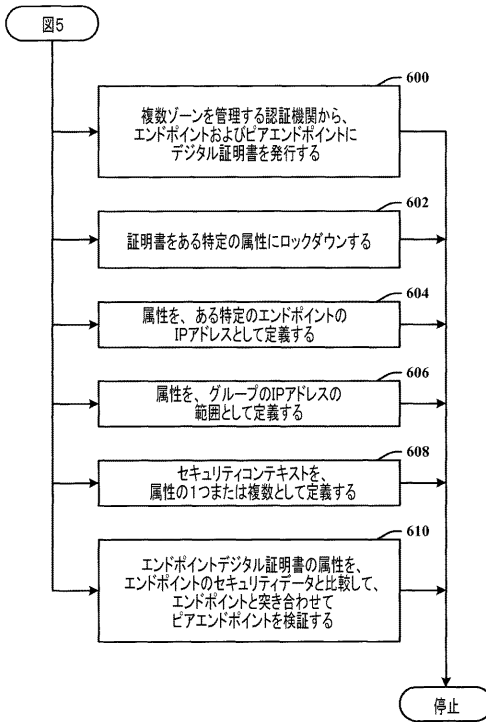 図5
600
複数ゾーンを管理する認証機関から、
エンドポイントおよびピアエンドポイントに
デジタル証明書を発行する
602
証明書をある特定の属性にロックダウンする
604
属性を、ある特定のエンドポイントの
IPアドレスとして定義する
606
属性を、グループのIPアドレスの
範囲として定義する
608
セキュリティコンテキストを、
属性の1つまたは複数として定義する
610
エンドポイントデジタル証明書の属性を、
エンドポイントのセキュリティデータと比較して、
エンドポイントと突き合わせて
ピアエンドポイントを検証する
停止